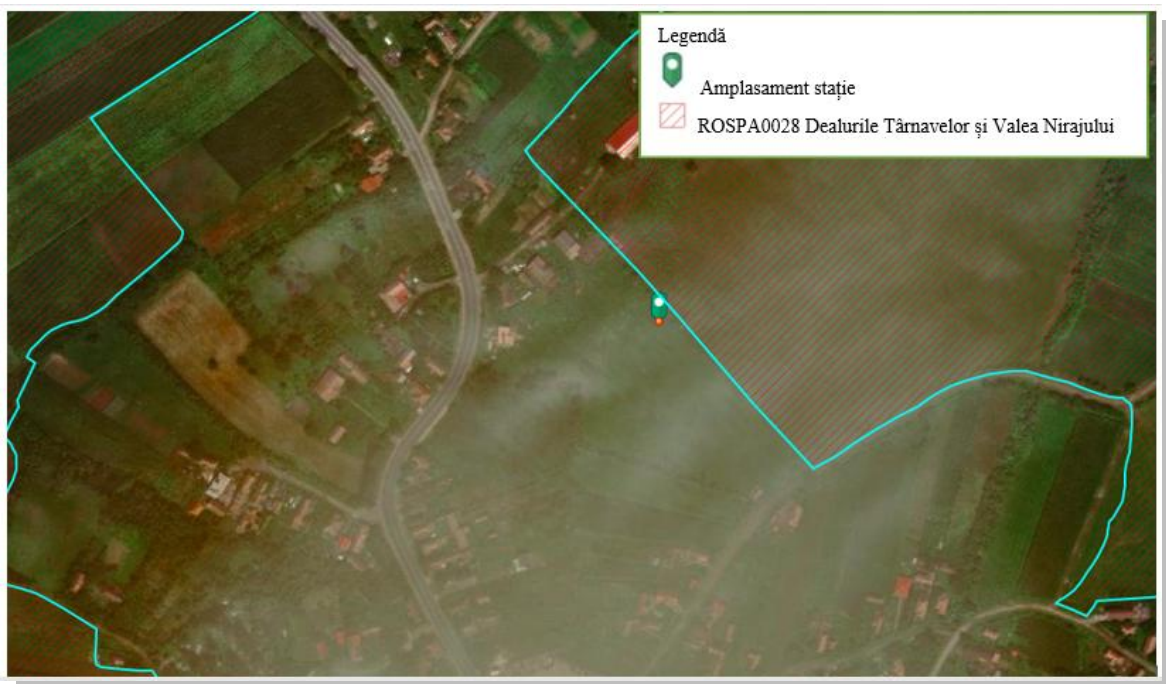 Legendă
Amplasament stație
ROSPA0028 Dealurile Târnavelor și Valea Nirajului